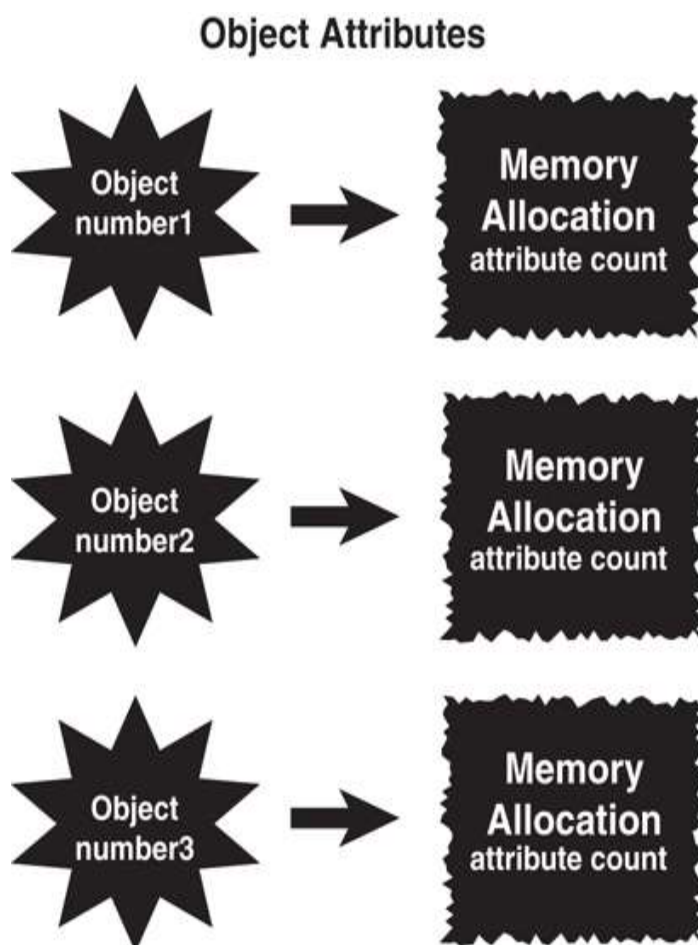 Object Attributes
Object
number1
Memory
Allocation
attribute count
Object
number2
Memory
Allocation
attribute count
Object
number3
Memory
Allocation
attribute count